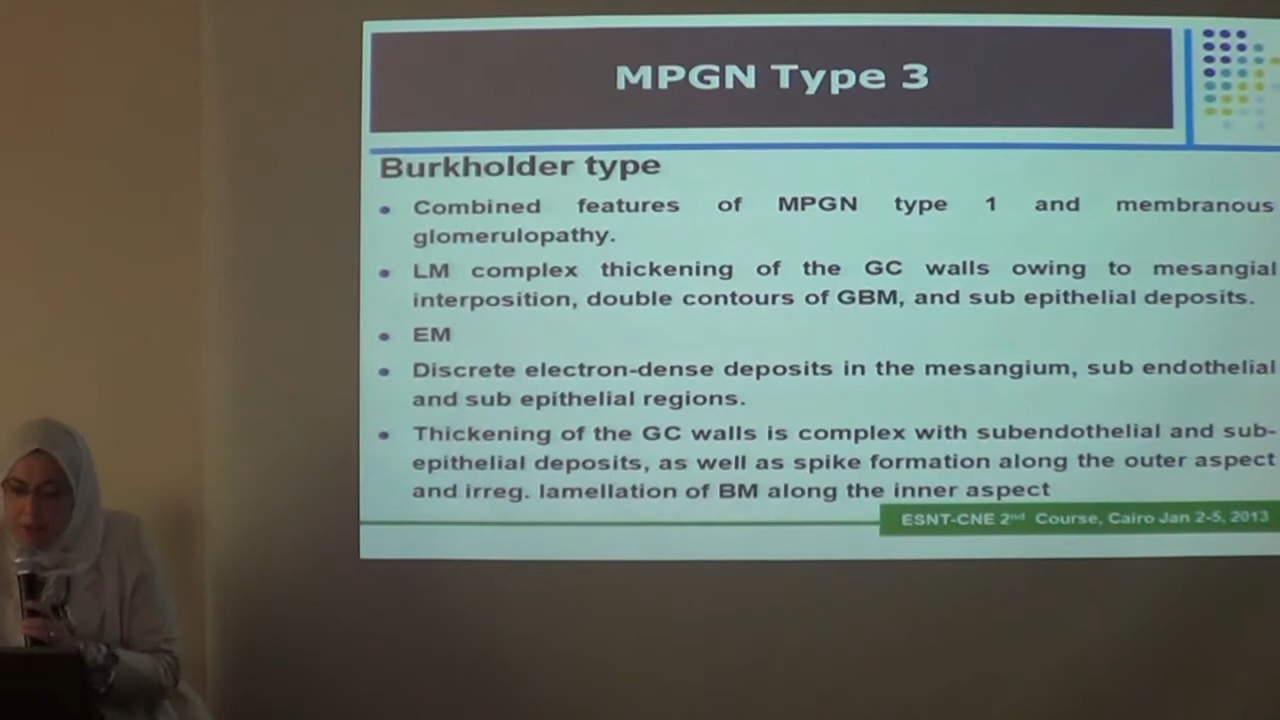 MPGN Type 3
Burkholder type
• Combined features of MPGN type 1 and membranous
glomerulopathy.
• LM complex thickening of the GC walls owing to mesangial
interposition, double contours of GBM, and sub epithelial deposits.
• EM
• Discrete electron-dense deposits in the mesangium, sub endothelial
and sub epithelial regions.
• Thickening of the GC walls is complex with subendothelial and sub-
epithelial deposits, as well as spike formation along the outer aspect
and irreg. lamellation of BM along the inner aspect
ESNT-CNE 2nd Course, Cairo Jan 2-5, 2013